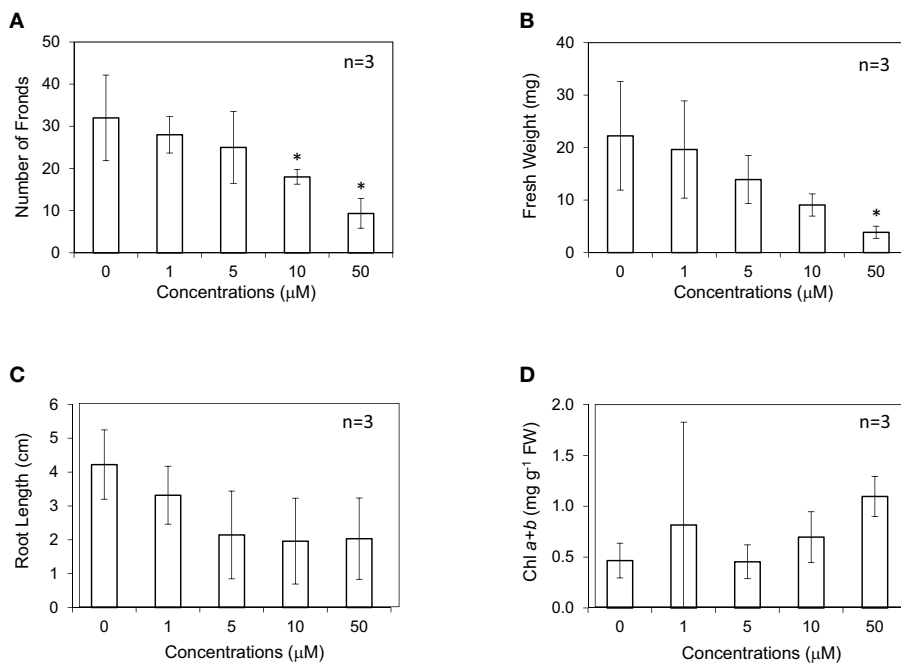 A
Number of Fronds
50
40
30
20
10
0
n=3
*
*
0 1 5 10 50
Concentrations (μM)
B
Fresh Weight (mg)
40
30
20
10
0
n=3
*
0 1 5 10 50
Concentrations (μM)
C
Root Length (cm)
6
5
4
3
2
1
0
n=3
0 1 5 10 50
Concentrations (μM)
D
Chl a+b (mg g⁻¹ FW)
2.0
1.5
1.0
0.5
0.0
n=3
0 1 5 10 50
Concentrations (μM)